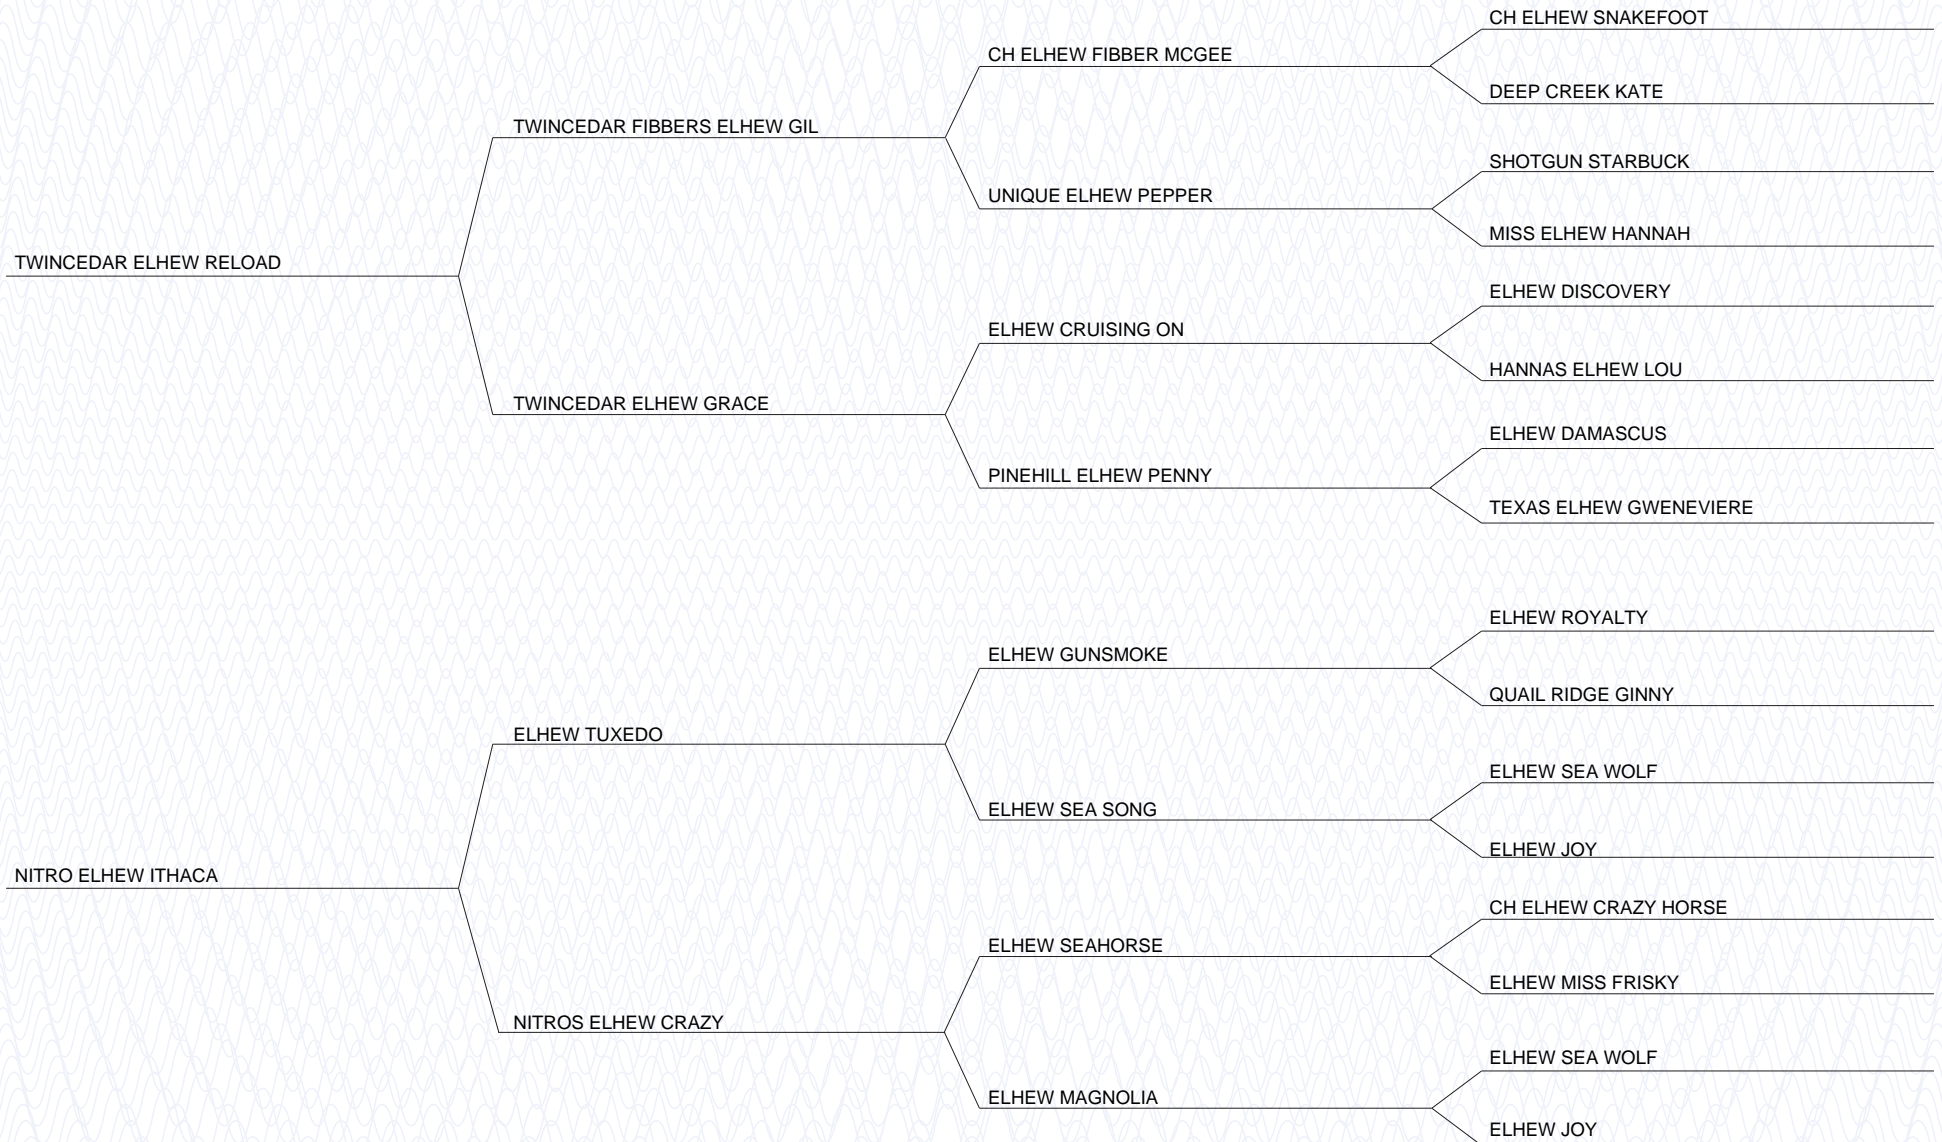 CH ELHEW SNAKEFOOT
CH ELHEW FIBBER MCGEE
DEEP CREEK KATE
TWINCEDAR FIBBERS ELHEW GIL
SHOTGUN STARBUCK
UNIQUE ELHEW PEPPER
MISS ELHEW HANNAH
TWINCEDAR ELHEW RELOAD
ELHEW DISCOVERY
ELHEW CRUISING ON
HANNAS ELHEW LOU
TWINCEDAR ELHEW GRACE
ELHEW DAMASCUS
PINEHILL ELHEW PENNY
TEXAS ELHEW GWENEVIERE
ELHEW ROYALTY
ELHEW GUNSMOKE
QUAIL RIDGE GINNY
ELHEW TUXEDO
ELHEW SEA WOLF
ELHEW SEA SONG
ELHEW JOY
NITRO ELHEW ITHACA
CH ELHEW CRAZY HORSE
ELHEW SEAHORSE
ELHEW MISS FRISKY
NITROS ELHEW CRAZY
ELHEW SEA WOLF
ELHEW MAGNOLIA
ELHEW JOY